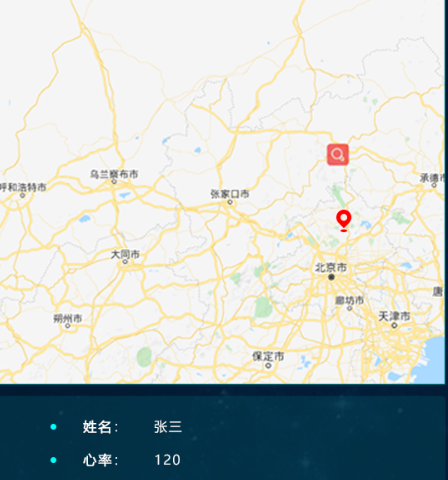 承德市
乌兰察布市
呼和浩特市
张家口市
大同市
北京市
唐
廊坊市
朔州市
天津市
保定市
姓名： 张三
心率： 120